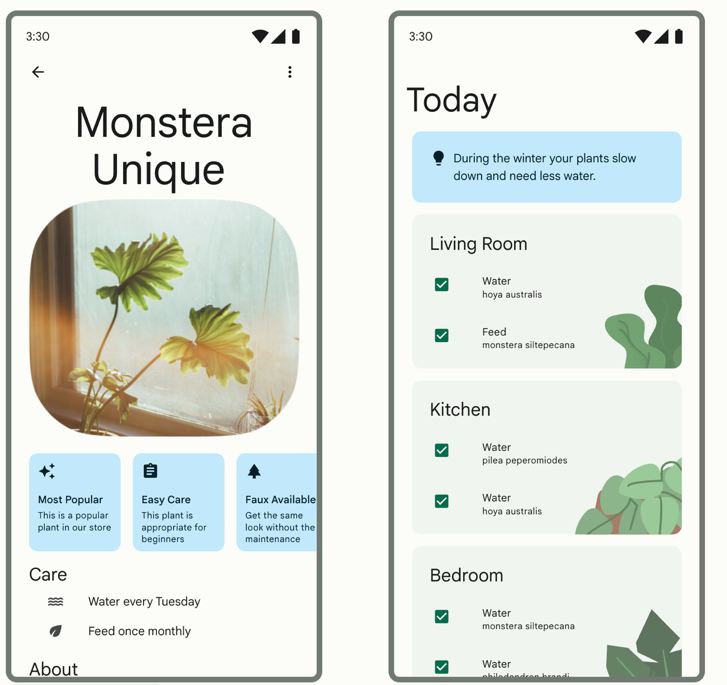 3:30
Monstera
Unique
Most Popular
This is a popular
plant in our store
Easy Care
This plant is
appropriate for
beginners
Faux Available
Get the same
look without the
maintenance
Care
Water every Tuesday
Feed once monthly
About
3:30
Today
During the winter your plants slow
down and need less water.
Living Room
Water
hoya australis
Feed
monstera siltepecana
Kitchen
Water
pilea peperomiodes
Water
hoya australis
Bedroom
Water
monstera siltepecana
Water